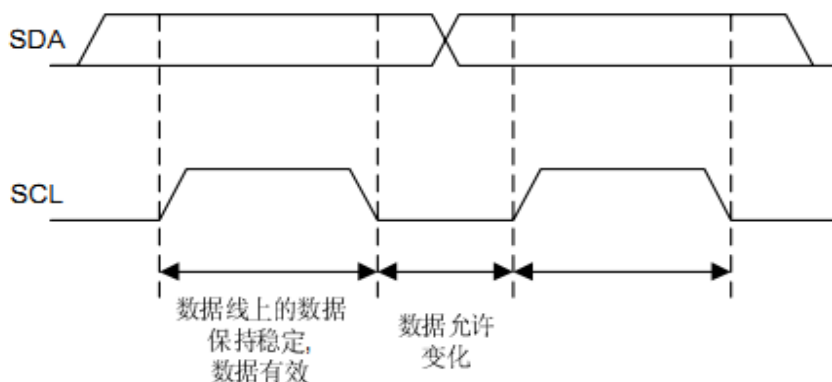 SDA
SCL
数据线上的数据
保持稳定,
数据有效
数据允许
变化